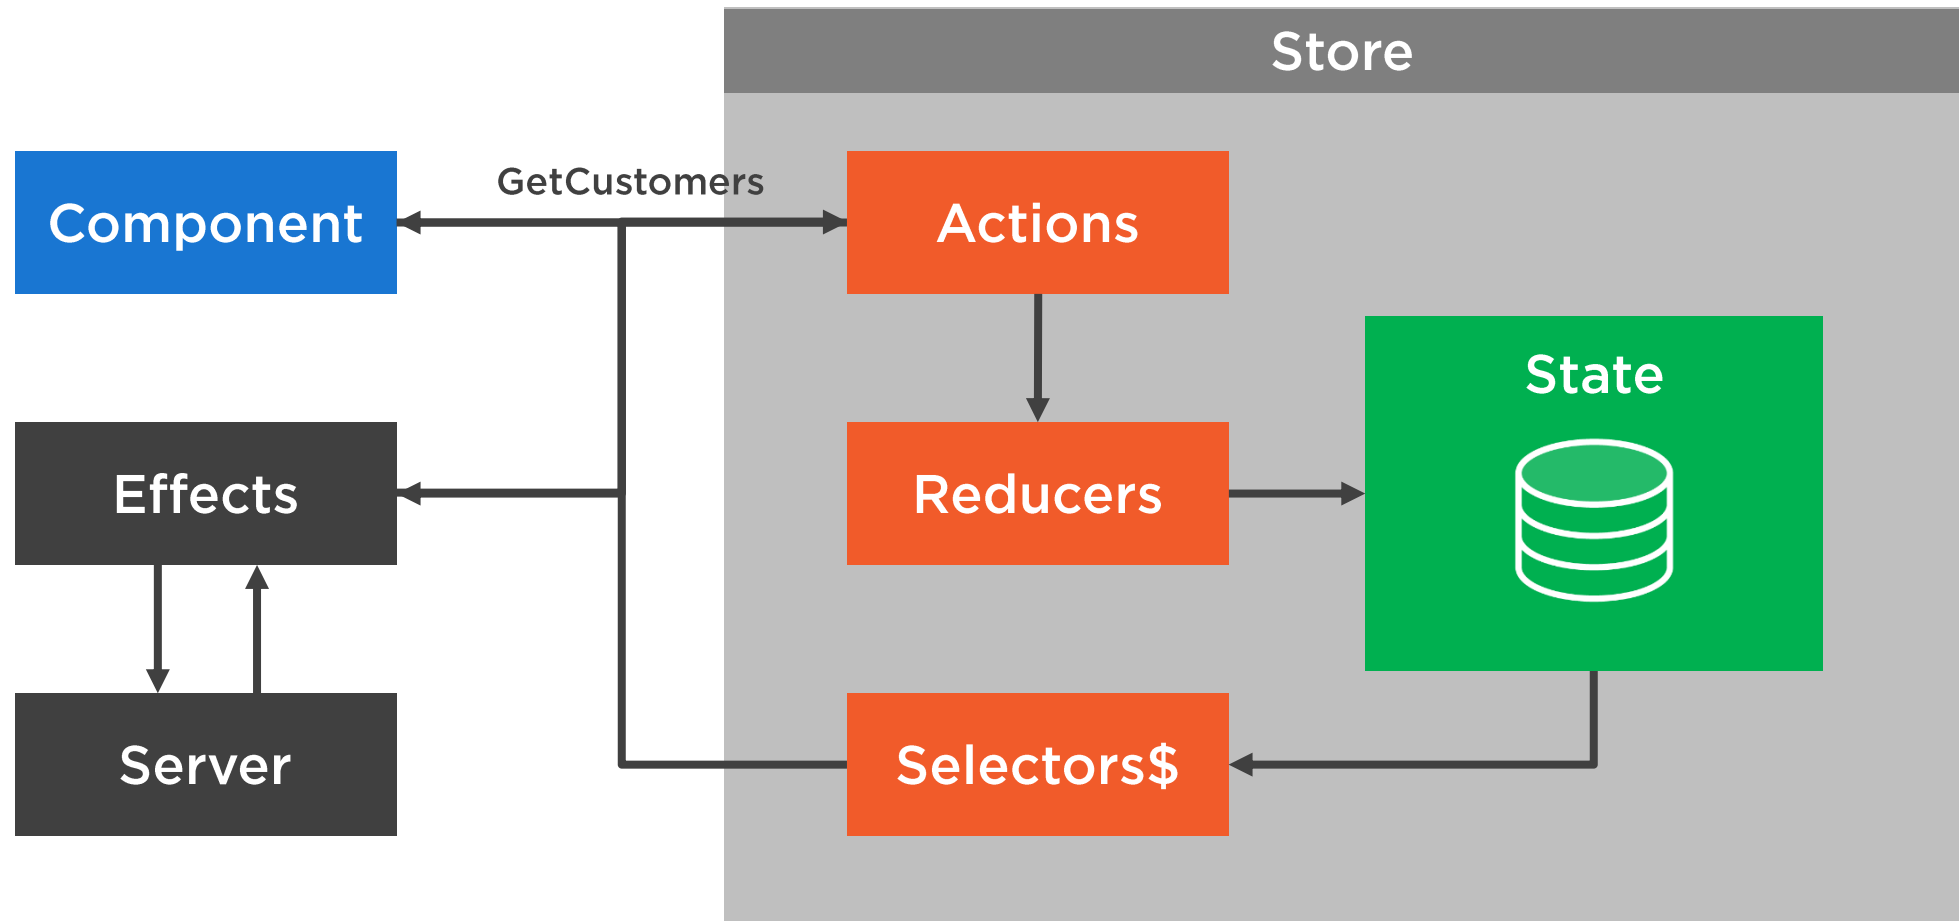 Store
Component
GetCustomers
Actions
State
Effects
Reducers
Server
Selectors$